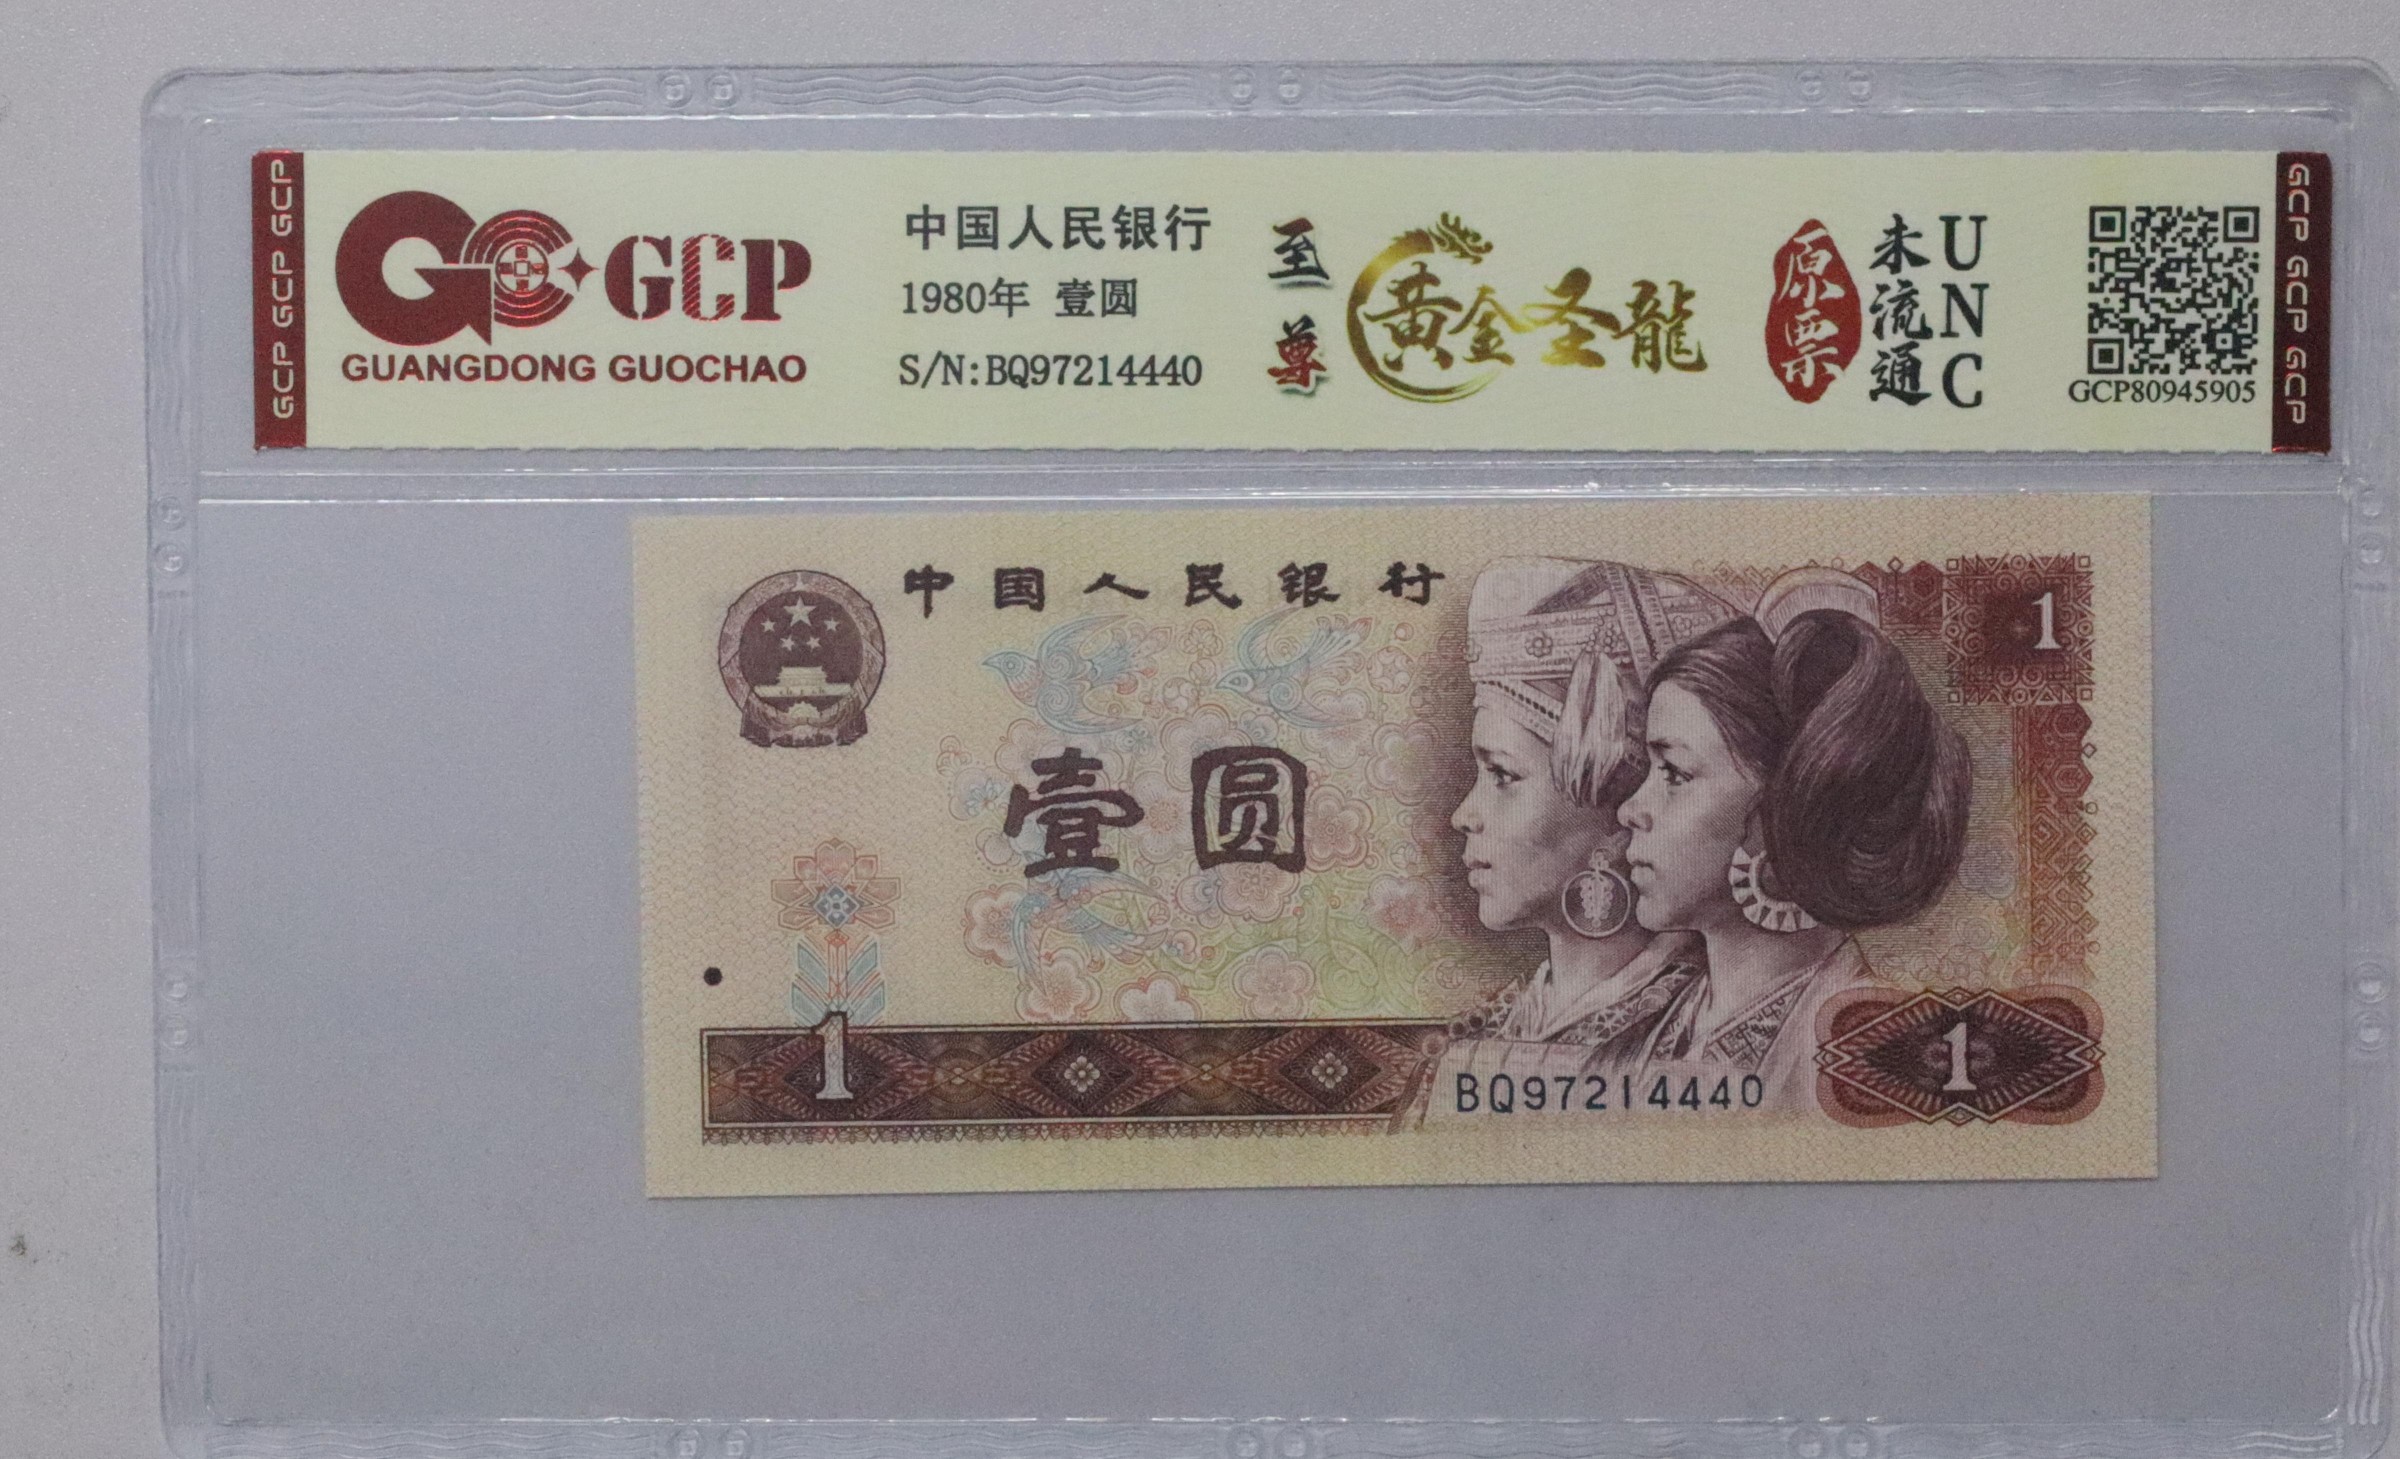 GCP GCP GCP
GCP
GUANGDONG GUOCHAO
中国人民银行
1980年 壹圆
S/N:BQ97214440
至尊
黄金圣龍
原票
未流通
UNC
GCP80945905
GCP GCP GCP
中国人民银行
1
壹圆
1
BQ97214440
1